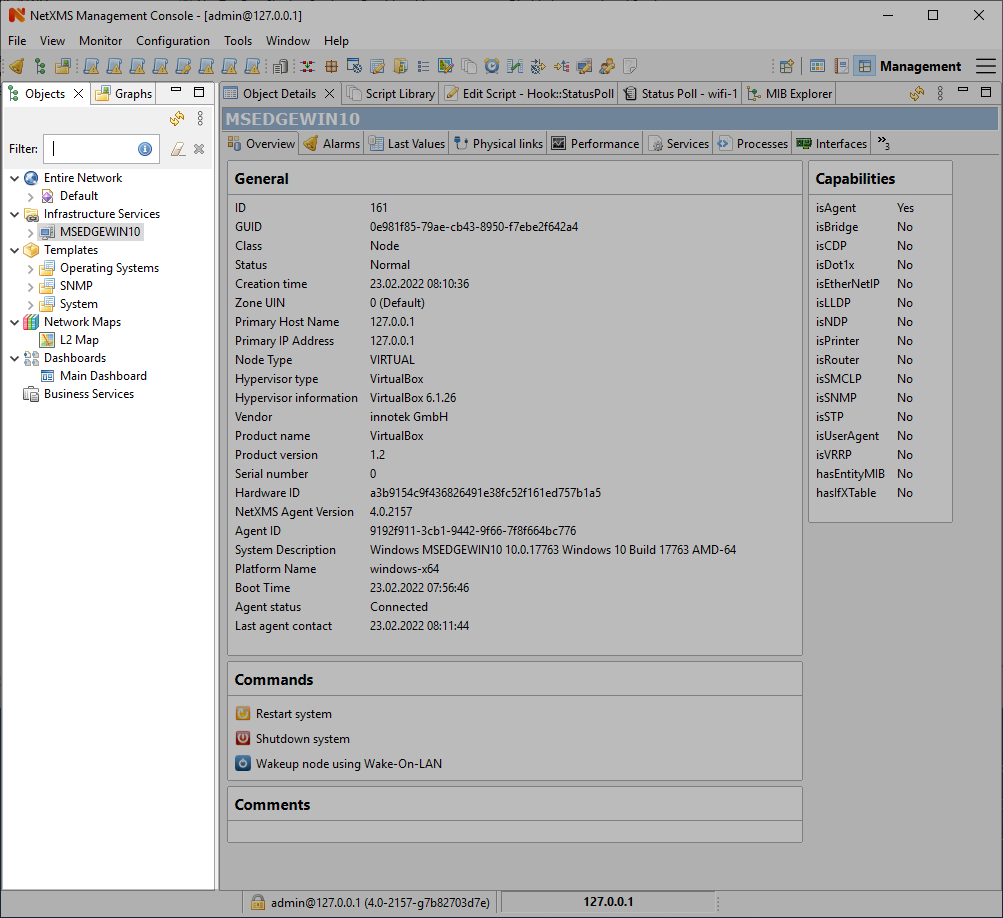 NetXMS Management Console - [admin@127.0.0.1]
File View Monitor Configuration Tools Window Help
Management
Objects Graphs
Filter:
Entire Network
Default
Infrastructure Services
MSEDGEWIN10
Templates
Operating Systems
SNMP
System
Network Maps
L2 Map
Dashboards
Main Dashboard
Business Services
Object Details Script Library Edit Script - Hook::StatusPoll Status Poll - wifi-1 MIB Explorer
MSEDGEWIN10
Overview Alarms Last Values Physical links Performance Services Processes Interfaces »3
General
ID 161
GUID 0e981f85-79ae-cb43-8950-f7ebe2f642a4
Class Node
Status Normal
Creation time 23.02.2022 08:10:36
Zone UIN 0 (Default)
Primary Host Name 127.0.0.1
Primary IP Address 127.0.0.1
Node Type VIRTUAL
Hypervisor type VirtualBox
Hypervisor information VirtualBox 6.1.26
Vendor innotek GmbH
Product name VirtualBox
Product version 1.2
Serial number 0
Hardware ID a3b9154c9f436826491e38fc52f161ed757b1a5
NetXMS Agent Version 4.0.2157
Agent ID 9192f911-3cb1-9442-9f66-7f8f664bc776
System Description Windows MSEDGEWIN10 10.0.17763 Windows 10 Build 17763 AMD-64
Platform Name windows-x64
Boot Time 23.02.2022 07:56:46
Agent status Connected
Last agent contact 23.02.2022 08:11:44
Capabilities
isAgent Yes
isBridge No
isCDP No
isDot1x No
isEtherNetIP No
isLLDP No
isNDP No
isPrinter No
isRouter No
isSMCLP No
isSNMP No
isSTP No
isUserAgent No
isVRRP No
hasEntityMIB No
hasIfXTable No
Commands
Restart system
Shutdown system
Wakeup node using Wake-On-LAN
Comments
admin@127.0.0.1 (4.0-2157-g7b82703d7e) 127.0.0.1